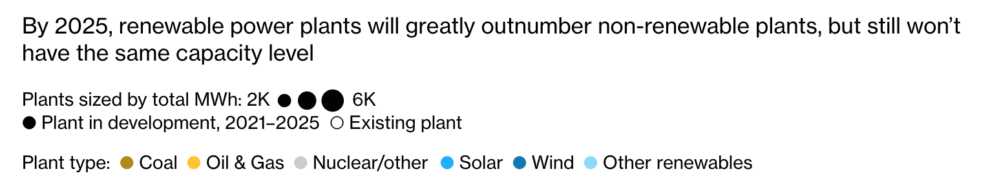 By 2025, renewable power plants will greatly outnumber non-renewable plants, but still won’t
have the same capacity level
Plants sized by total MWh: 2K 6K
Plant in development, 2021–2025 Existing plant
Plant type: Coal Oil & Gas Nuclear/other Solar Wind Other renewables